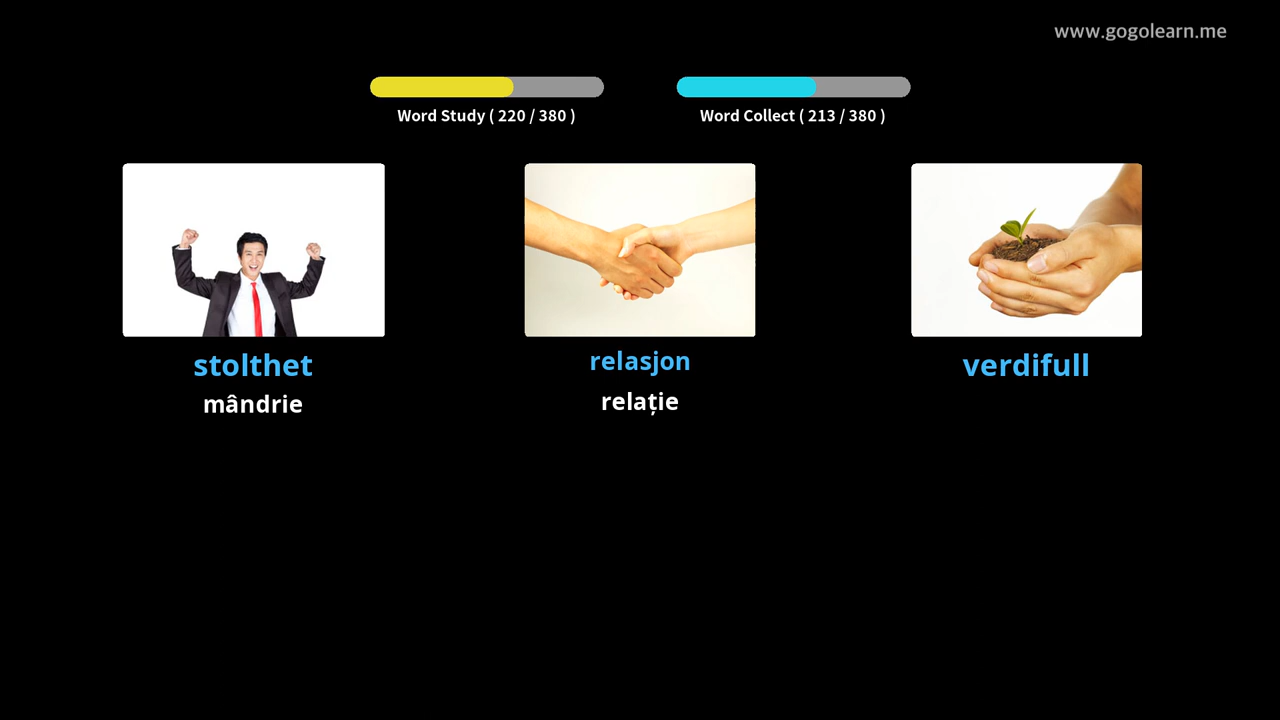 www.gogolearn.me
Word Study ( 220 / 380 )
Word Collect ( 213 / 380 )
stolthet
mândrie
relasjon
relație
verdifull